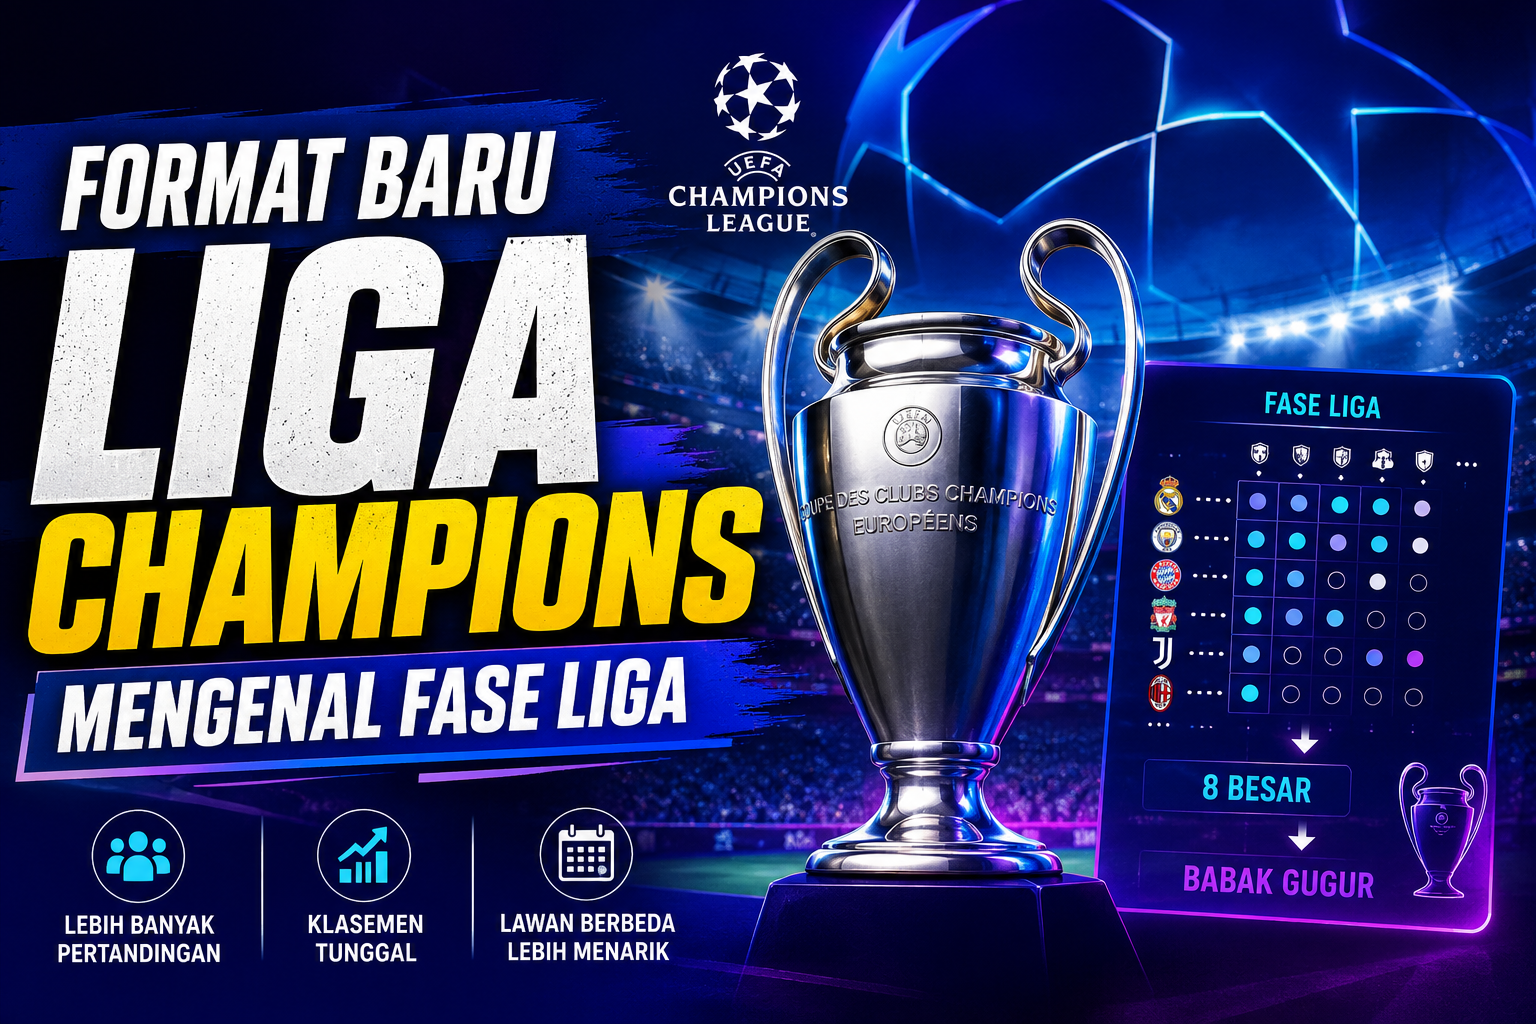 FORMAT BARU
LIGA
CHAMPIONS
MENGENAL FASE LIGA
LEBIH BANYAK
PERTANDINGAN
KLASEMEN
TUNGGAL
LAWAN BERBEDA
LEBIH MENARIK
UEFA
CHAMPIONS
LEAGUE
UEFA
COUPE DES CLUBS CHAMPIONS
EUROPÉENS
FASE LIGA
8 BESAR
BABAK GUGUR